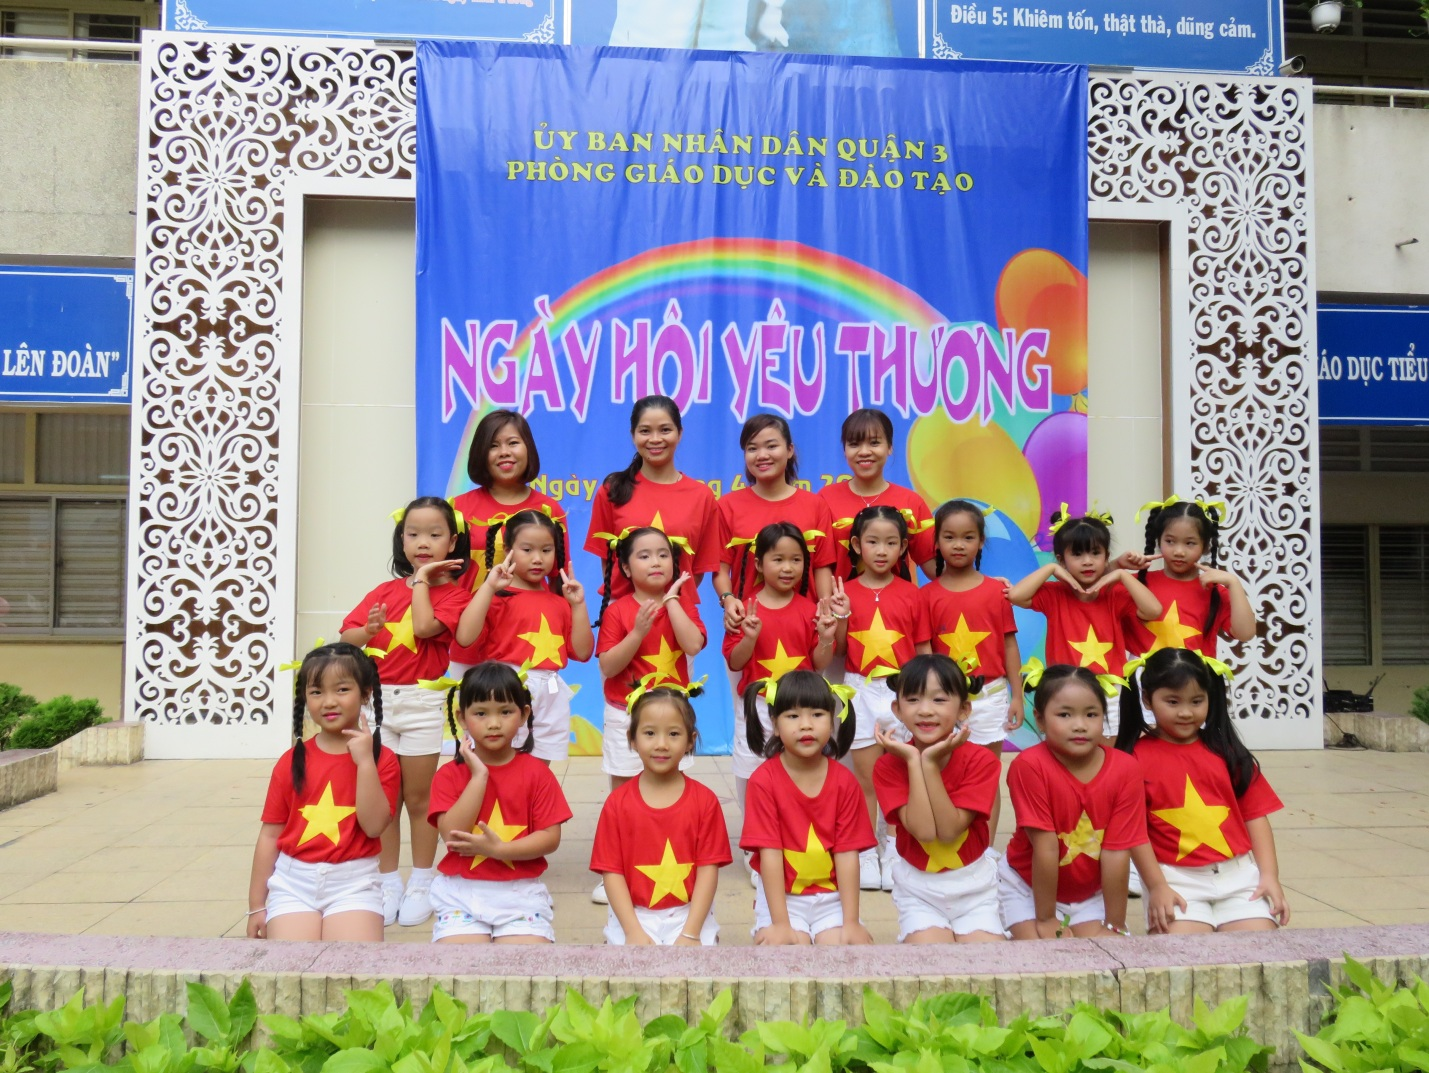 Điều 5: Khiêm tốn, thật thà, dũng cảm.
ỦY BAN NHÂN DÂN QUẬN 3
PHÒNG GIÁO DỤC VÀ ĐÀO TẠO
NGÀY HỘI YÊU THƯƠNG
Ngày
LÊN ĐOÀN”
DỤC TIỂU